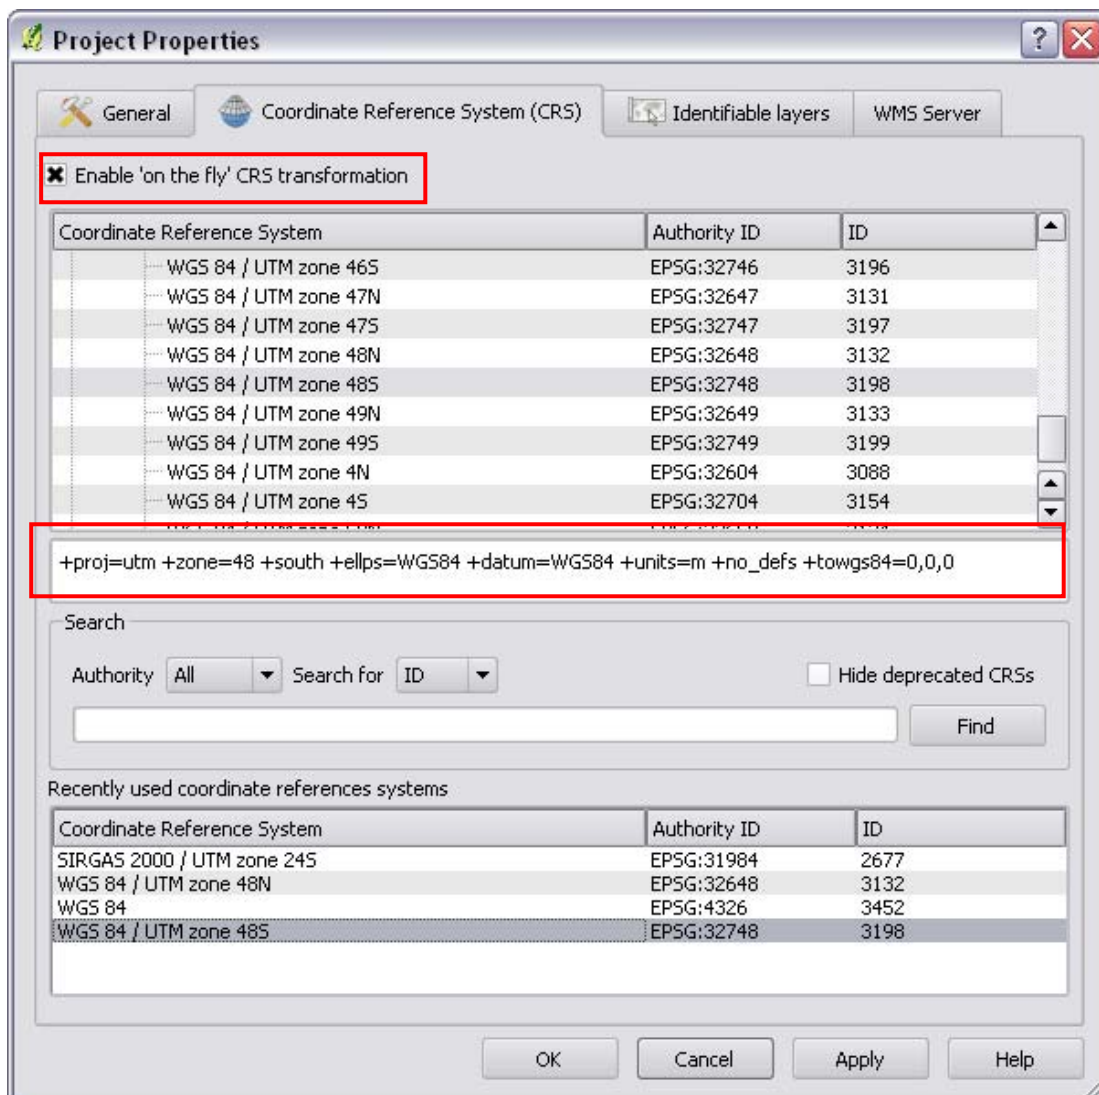 Project Properties
?
General
Coordinate Reference System (CRS)
Identifiable layers
WMS Server
Enable 'on the fly' CRS transformation
Coordinate Reference System Authority ID ID
WGS 84 / UTM zone 46S EPSG:32746 3196
WGS 84 / UTM zone 47N EPSG:32647 3131
WGS 84 / UTM zone 47S EPSG:32747 3197
WGS 84 / UTM zone 48N EPSG:32648 3132
WGS 84 / UTM zone 48S EPSG:32748 3198
WGS 84 / UTM zone 49N EPSG:32649 3133
WGS 84 / UTM zone 49S EPSG:32749 3199
WGS 84 / UTM zone 4N EPSG:32604 3088
WGS 84 / UTM zone 4S EPSG:32704 3154
+proj=utm +zone=48 +south +ellps=WGS84 +datum=WGS84 +units=m +no_defs +towgs84=0,0,0
Search
Authority All Search for ID Hide deprecated CRSs
Find
Recently used coordinate references systems
Coordinate Reference System Authority ID ID
SIRGAS 2000 / UTM zone 24S EPSG:31984 2677
WGS 84 / UTM zone 48N EPSG:32648 3132
WGS 84 EPSG:4326 3452
WGS 84 / UTM zone 48S EPSG:32748 3198
OK Cancel Apply Help